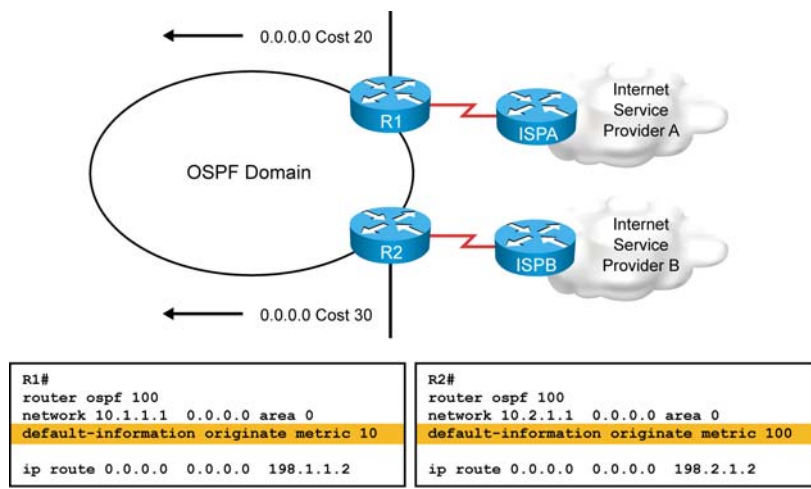 0.0.0.0 Cost 20
R1
ISPA
Internet
Service
Provider A
OSPF Domain
R2
ISPB
Internet
Service
Provider B
0.0.0.0 Cost 30
R1#
router ospf 100
network 10.1.1.1 0.0.0.0 area 0
default-information originate metric 10
ip route 0.0.0.0 0.0.0.0 198.1.1.2
R2#
router ospf 100
network 10.2.1.1 0.0.0.0 area 0
default-information originate metric 100
ip route 0.0.0.0 0.0.0.0 198.2.1.2